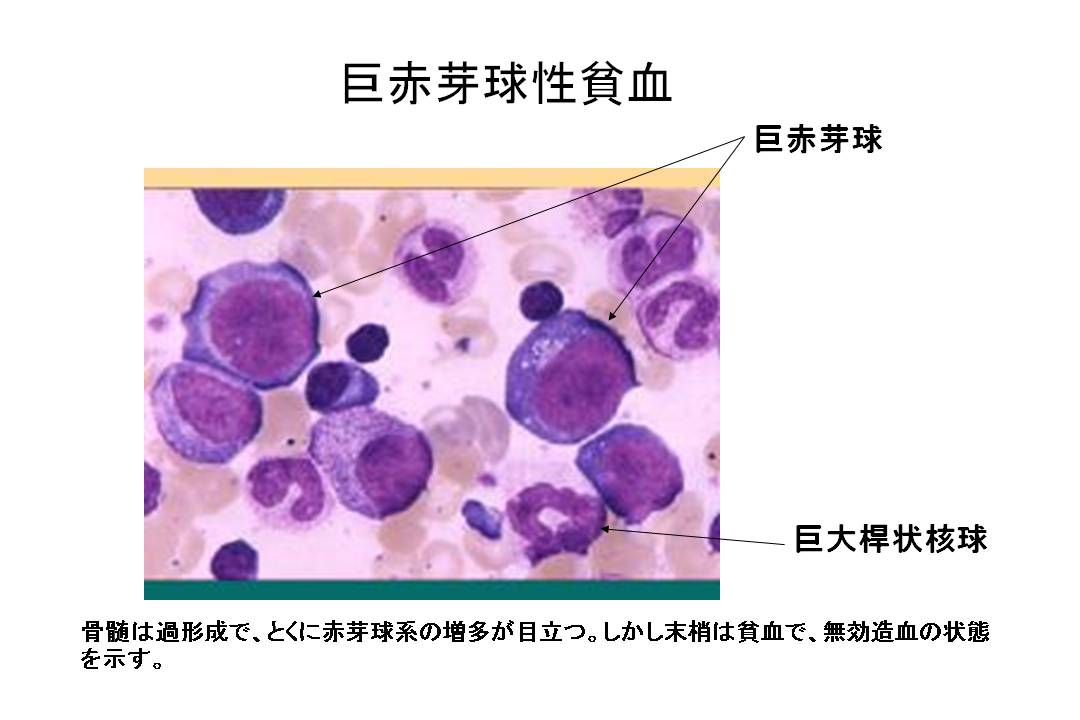 巨赤芽球性貧血
巨赤芽球
巨大桿状核球
骨髄は過形成で、とくに赤芽球系の増多が目立つ。しかし末梢は貧血で、無効造血の状態
を示す。